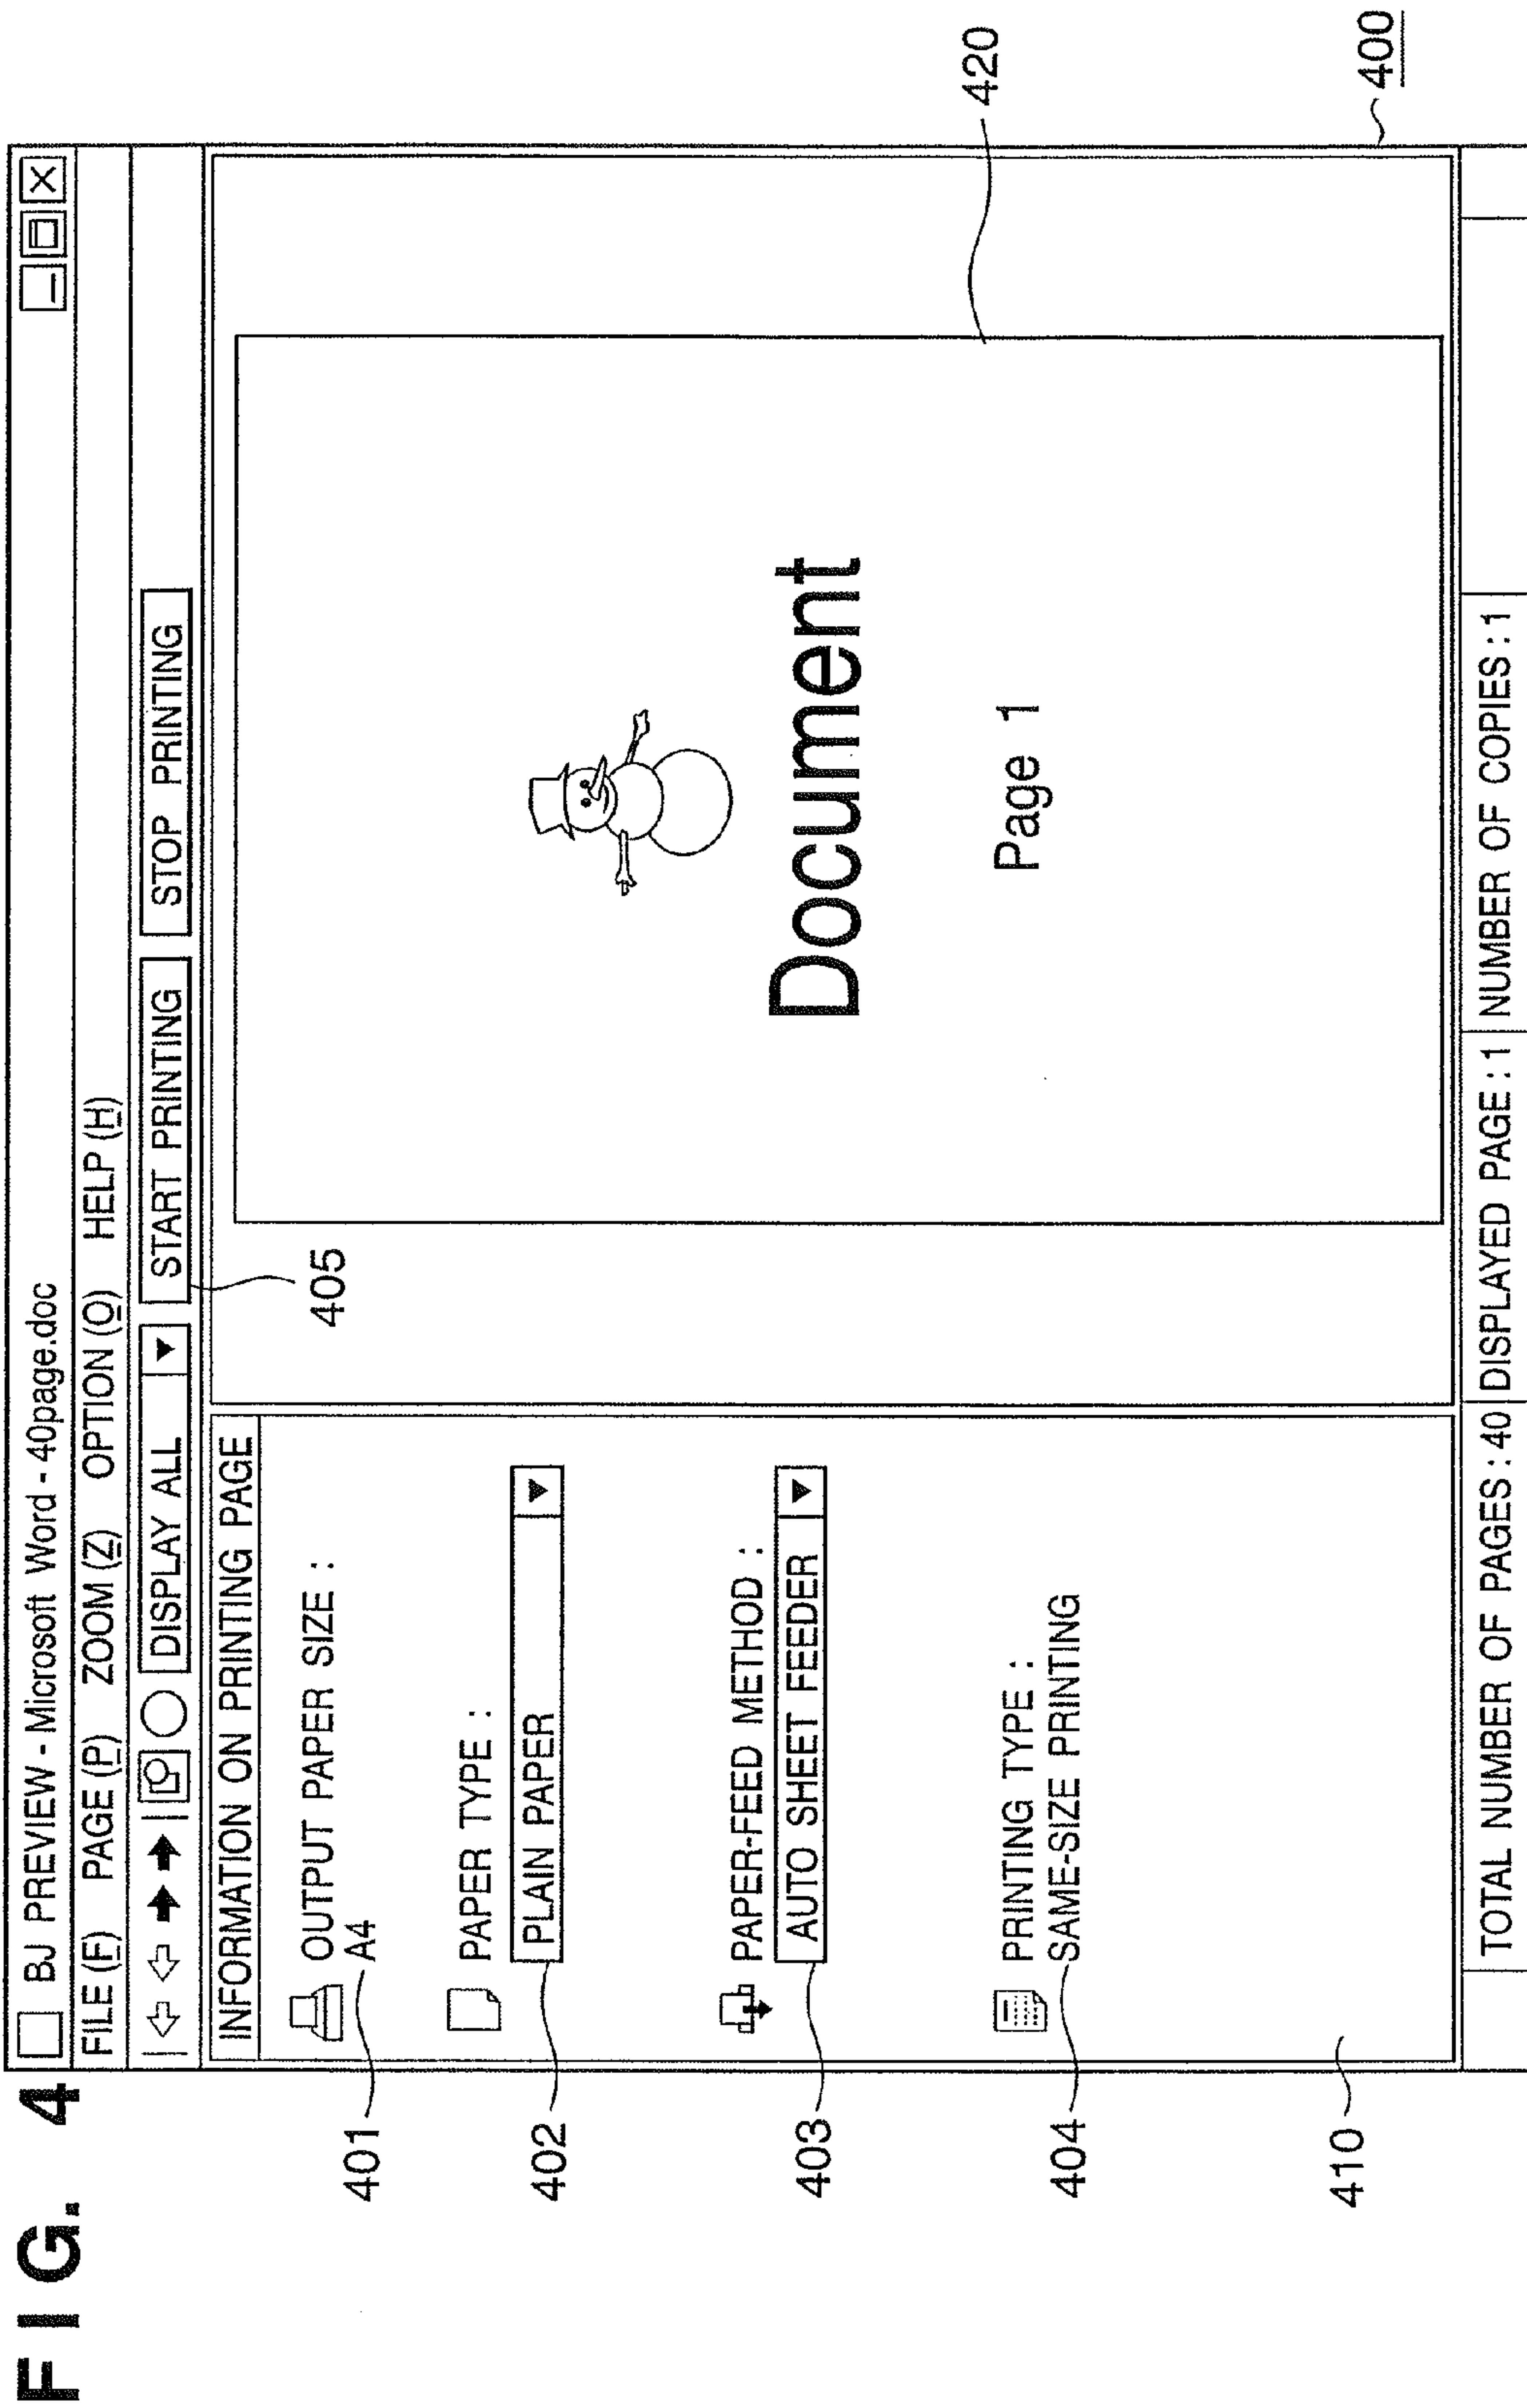 FIG. 4
BJ PREVIEW - Microsoft Word - 40page.doc
FILE (F) PAGE (P) ZOOM (Z) OPTION (O) HELP (H)
DISPLAY ALL START PRINTING STOP PRINTING
405
INFORMATION ON PRINTING PAGE
OUTPUT PAPER SIZE :
401 A4
PAPER TYPE :
402 PLAIN PAPER
PAPER-FEED METHOD :
403 AUTO SHEET FEEDER
PRINTING TYPE :
404 SAME-SIZE PRINTING
410
Document
Page 1
420
400
TOTAL NUMBER OF PAGES : 40 DISPLAYED PAGE : 1 NUMBER OF COPIES : 1